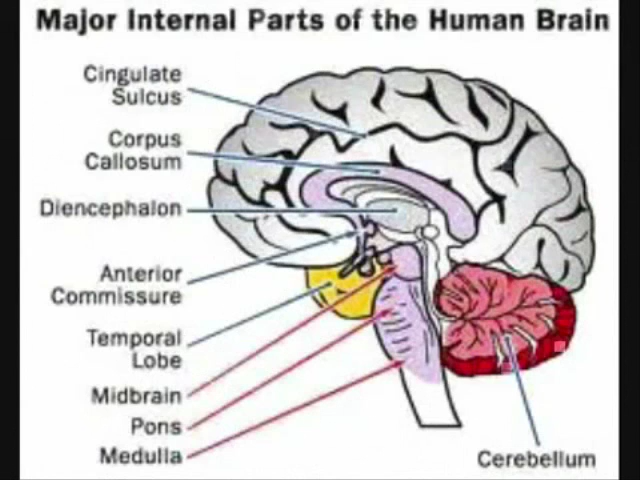 Major Internal Parts of the Human Brain
Cingulate
Sulcus
Corpus
Callosum
Diencephalon
Anterior
Commissure
Temporal
Lobe
Midbrain
Pons
Medulla
Cerebellum